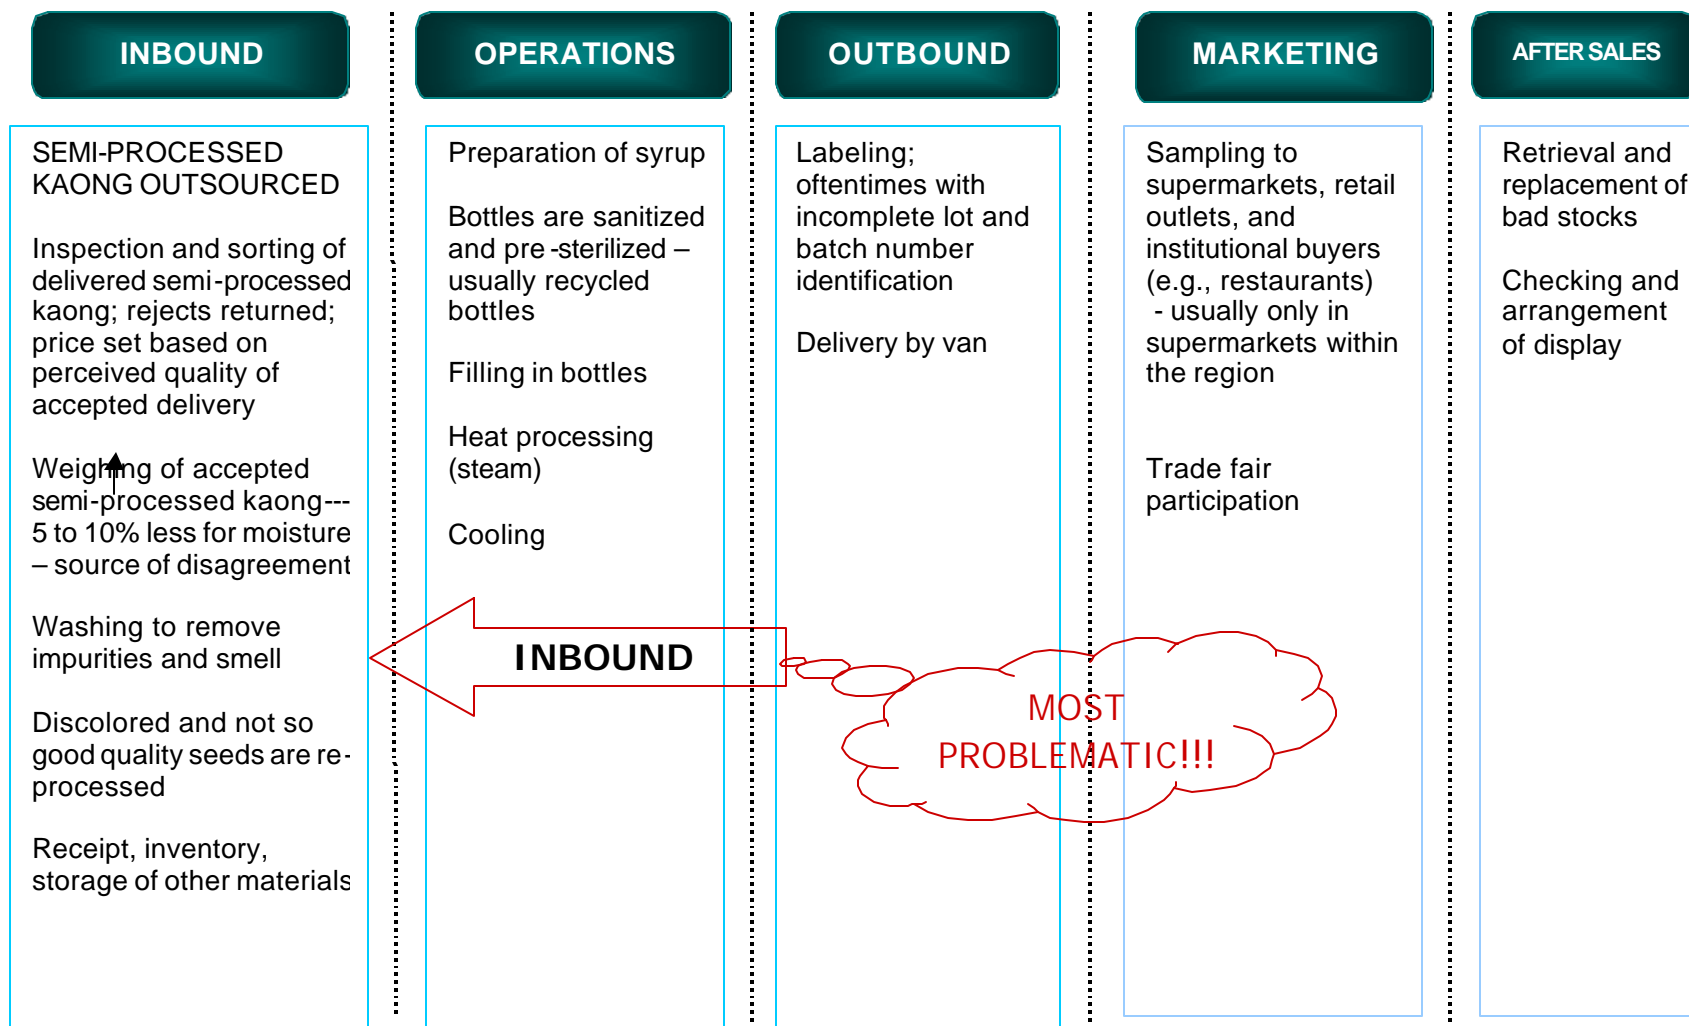 INBOUND
OPERATIONS
OUTBOUND
MARKETING
AFTER SALES
SEMI-PROCESSED
KAONG OUTSOURCED
Inspection and sorting of
delivered semi-processed
kaong; rejects returned;
price set based on
perceived quality of
accepted delivery
Weighing of accepted
semi-processed kaong---
5 to 10% less for moisture
– source of disagreement
Washing to remove
impurities and smell
Discolored and not so
good quality seeds are re-
processed
Receipt, inventory,
storage of other materials
Preparation of syrup
Bottles are sanitized
and pre-sterilized –
usually recycled
bottles
Filling in bottles
Heat processing
(steam)
Cooling
Labeling;
oftentimes with
incomplete lot and
batch number
identification
Delivery by van
Sampling to
supermarkets, retail
outlets, and
institutional buyers
(e.g., restaurants)
- usually only in
supermarkets within
the region
Trade fair
participation
Retrieval and
replacement of
bad stocks
Checking and
arrangement
of display
INBOUND
MOST
PROBLEMATIC!!!